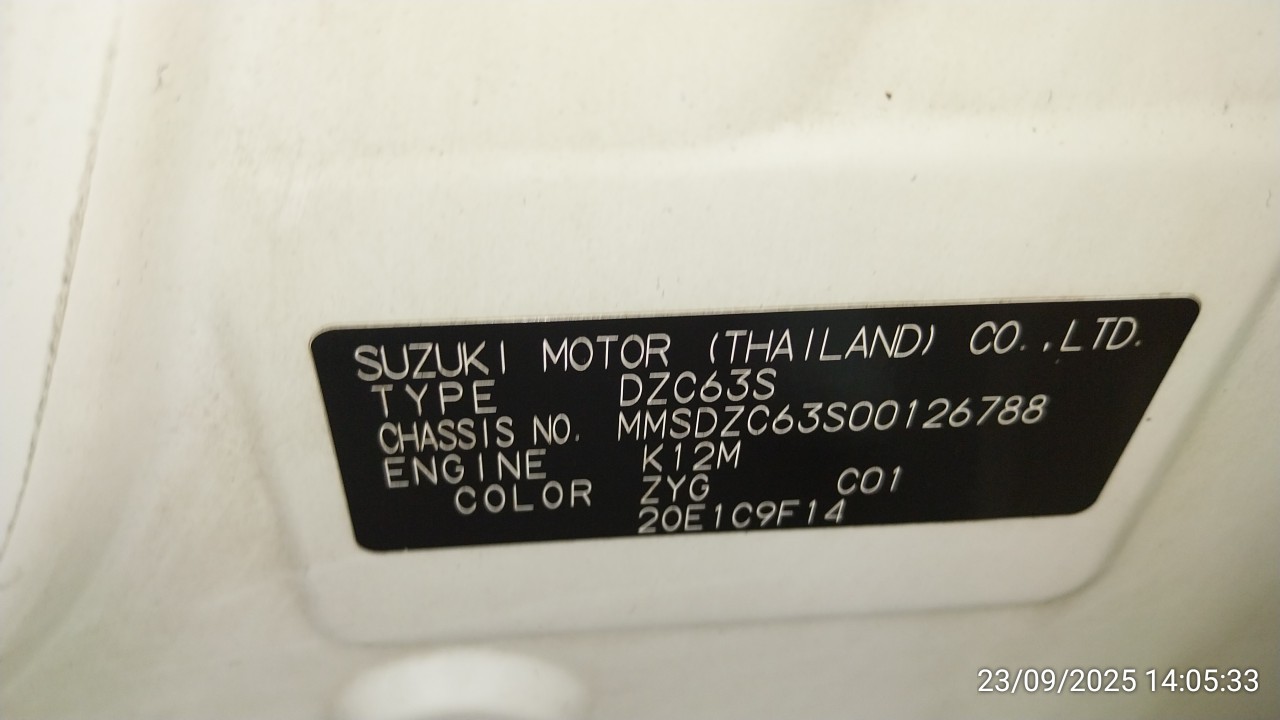 SUZUKI MOTOR (THAILAND) CO.,LTD.
TYPE DZC63S
CHASSIS NO. MMSDZC63S00126788
ENGINE K12M
COLOR ZYG C01
20E1C9F14
23/09/2025 14:05:33